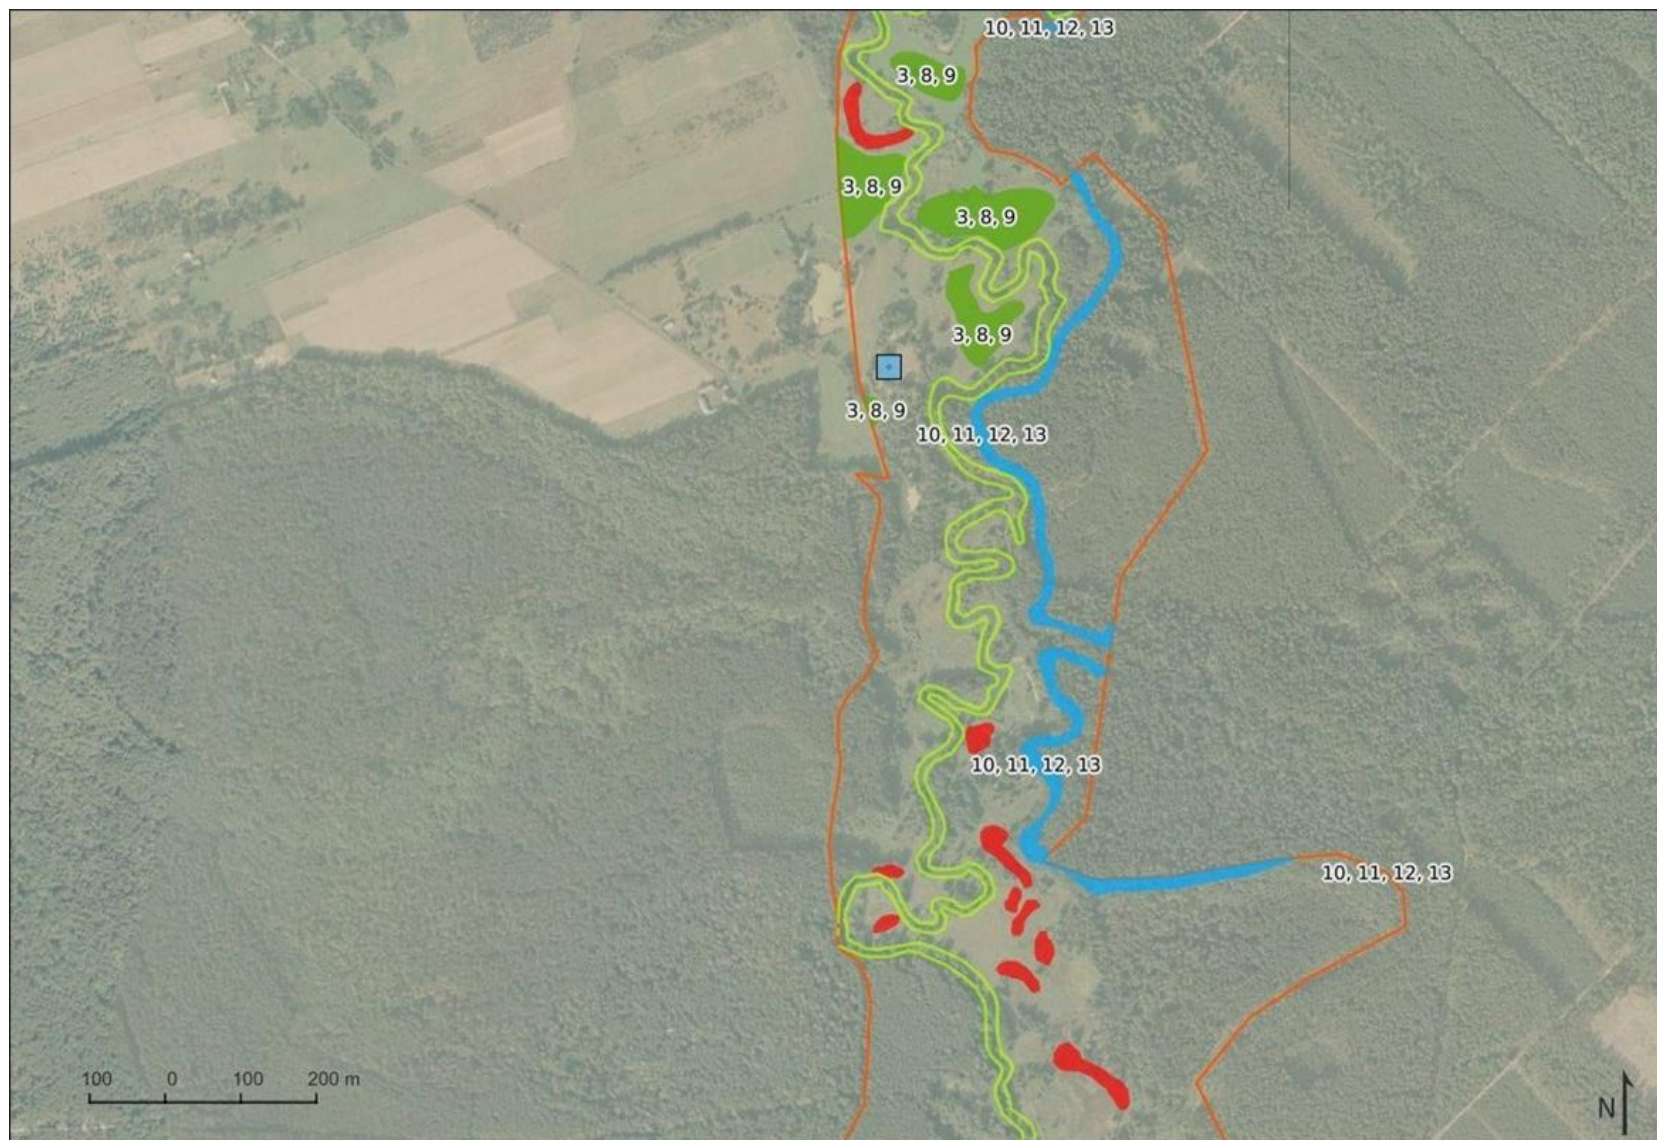 10, 11, 12, 13
3, 8, 9
3, 8, 9
3, 8, 9
3, 8, 9
3, 8, 9
10, 11, 12, 13
10, 11, 12, 13
10, 11, 12, 13
100 0 100 200 m
N